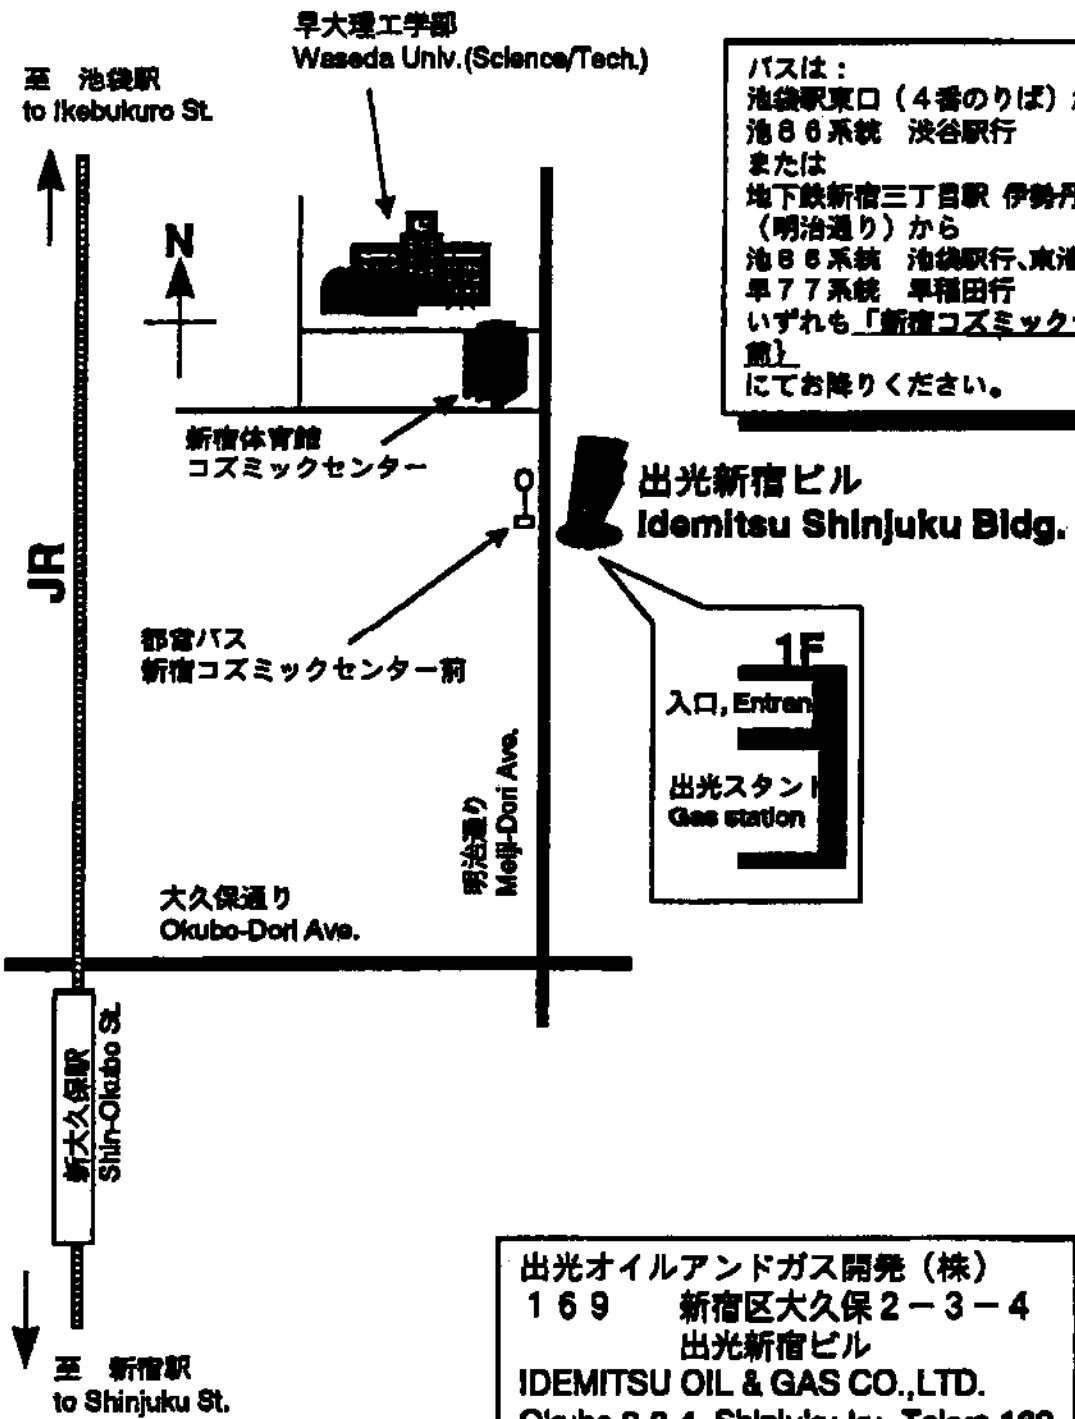 早大理工学部
Waseda Univ.(Science/Tech.)
至 池袋駅
to Ikebukuro St.
バスは：
池袋駅東口（４番のりば）
池８６系統 渋谷駅行
または
地下鉄新宿三丁目駅 伊勢丹
（明治通り）から
池８６系統 池袋駅行、東池
早７７系統 早稲田行
いずれも「新宿コズミック
前}
にてお降りください。
N
新宿体育館
コズミックセンター
出光新宿ビル
Idemitsu Shinjuku Bldg.
JR
都営バス
新宿コズミックセンター前
1F
入口, Entran
出光スタント
Gas station
明治通り
Meiji-Dori Ave.
大久保通り
Okubo-Dori Ave.
新大久保駅
Shin-Okubo St.
至 新宿駅
to Shinjuku St.
出光オイルアンドガス開発（株）
１６９ 新宿区大久保２－３－４
出光新宿ビル
IDEMITSU OIL & GAS CO.,LTD.
Okubo 2-3-4, Shinjuku-ku, Tokyo 169